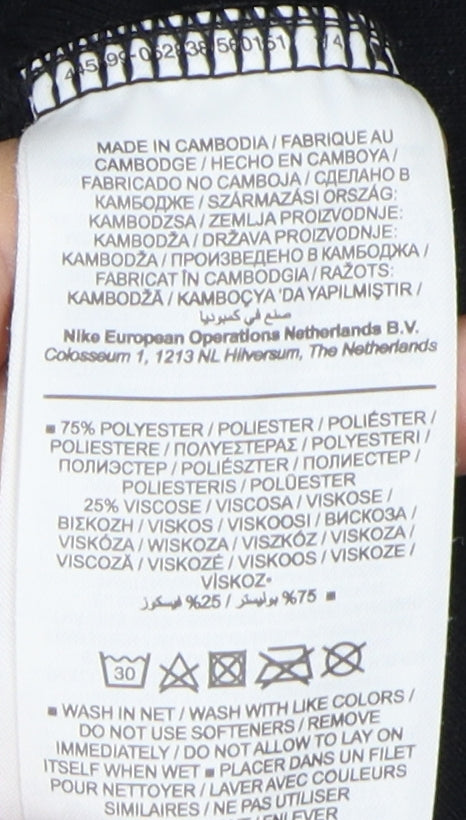 MADE IN CAMBODIA / FABRIQUE AU
CAMBODGE / HECHO EN CAMBOYA /
FABRICADO NO CAMBOJA / СДЕЛАНО В
КАМБОДЖЕ / SZÁRMAZÁSI ORSZÁG:
KAMBODZSA / ZEMLJA PROIZVODNJE:
KAMBODŽA / DRŽAVA PROIZVODNJE:
KAMBODŽA / ПРОИЗВЕДЕНО В КАМБОДЖА /
FABRICAT ÎN CAMBODGIA / RAŽOTS:
KAMBODŽĀ / KAMBOÇYA 'DA YAPILMIŞTIR /
صنع في كمبوديا
Nike European Operations Netherlands B.V.
Colosseum 1, 1213 NL Hilversum, The Netherlands
■ 75% POLYESTER / POLIESTER / POLIÉSTER /
POLIESTERE / ΠΟΛΥΕΣΤΕΡΑΣ / POLYESTERI /
ПОЛИЭСТЕР / POLIÉSZTER / ПОЛИЕСТЕР /
POLIESTERIS / POLÜESTER
25% VISCOSE / VISCOSA / VISKOSE /
ΒΙΣΚΟΖΗ / VISKOS / VISKOOSI / ВИСКОЗА /
VISKÓZA / WISKOZA / VISZKÓZ / VISKOZA /
VISCOZĂ / VISKOZĖ / VISKOOS / VISKOZE /
VİSKOZ
■ 75% بوليستر / 25% فيسكوز
30
■ WASH IN NET / WASH WITH LIKE COLORS /
DO NOT USE SOFTENERS / REMOVE
IMMEDIATELY / DO NOT ALLOW TO LAY ON
ITSELF WHEN WET ■ PLACER DANS UN FILET
POUR NETTOYER / LAVER AVEC COULEURS
SIMILAIRES / NE PAS UTILISER